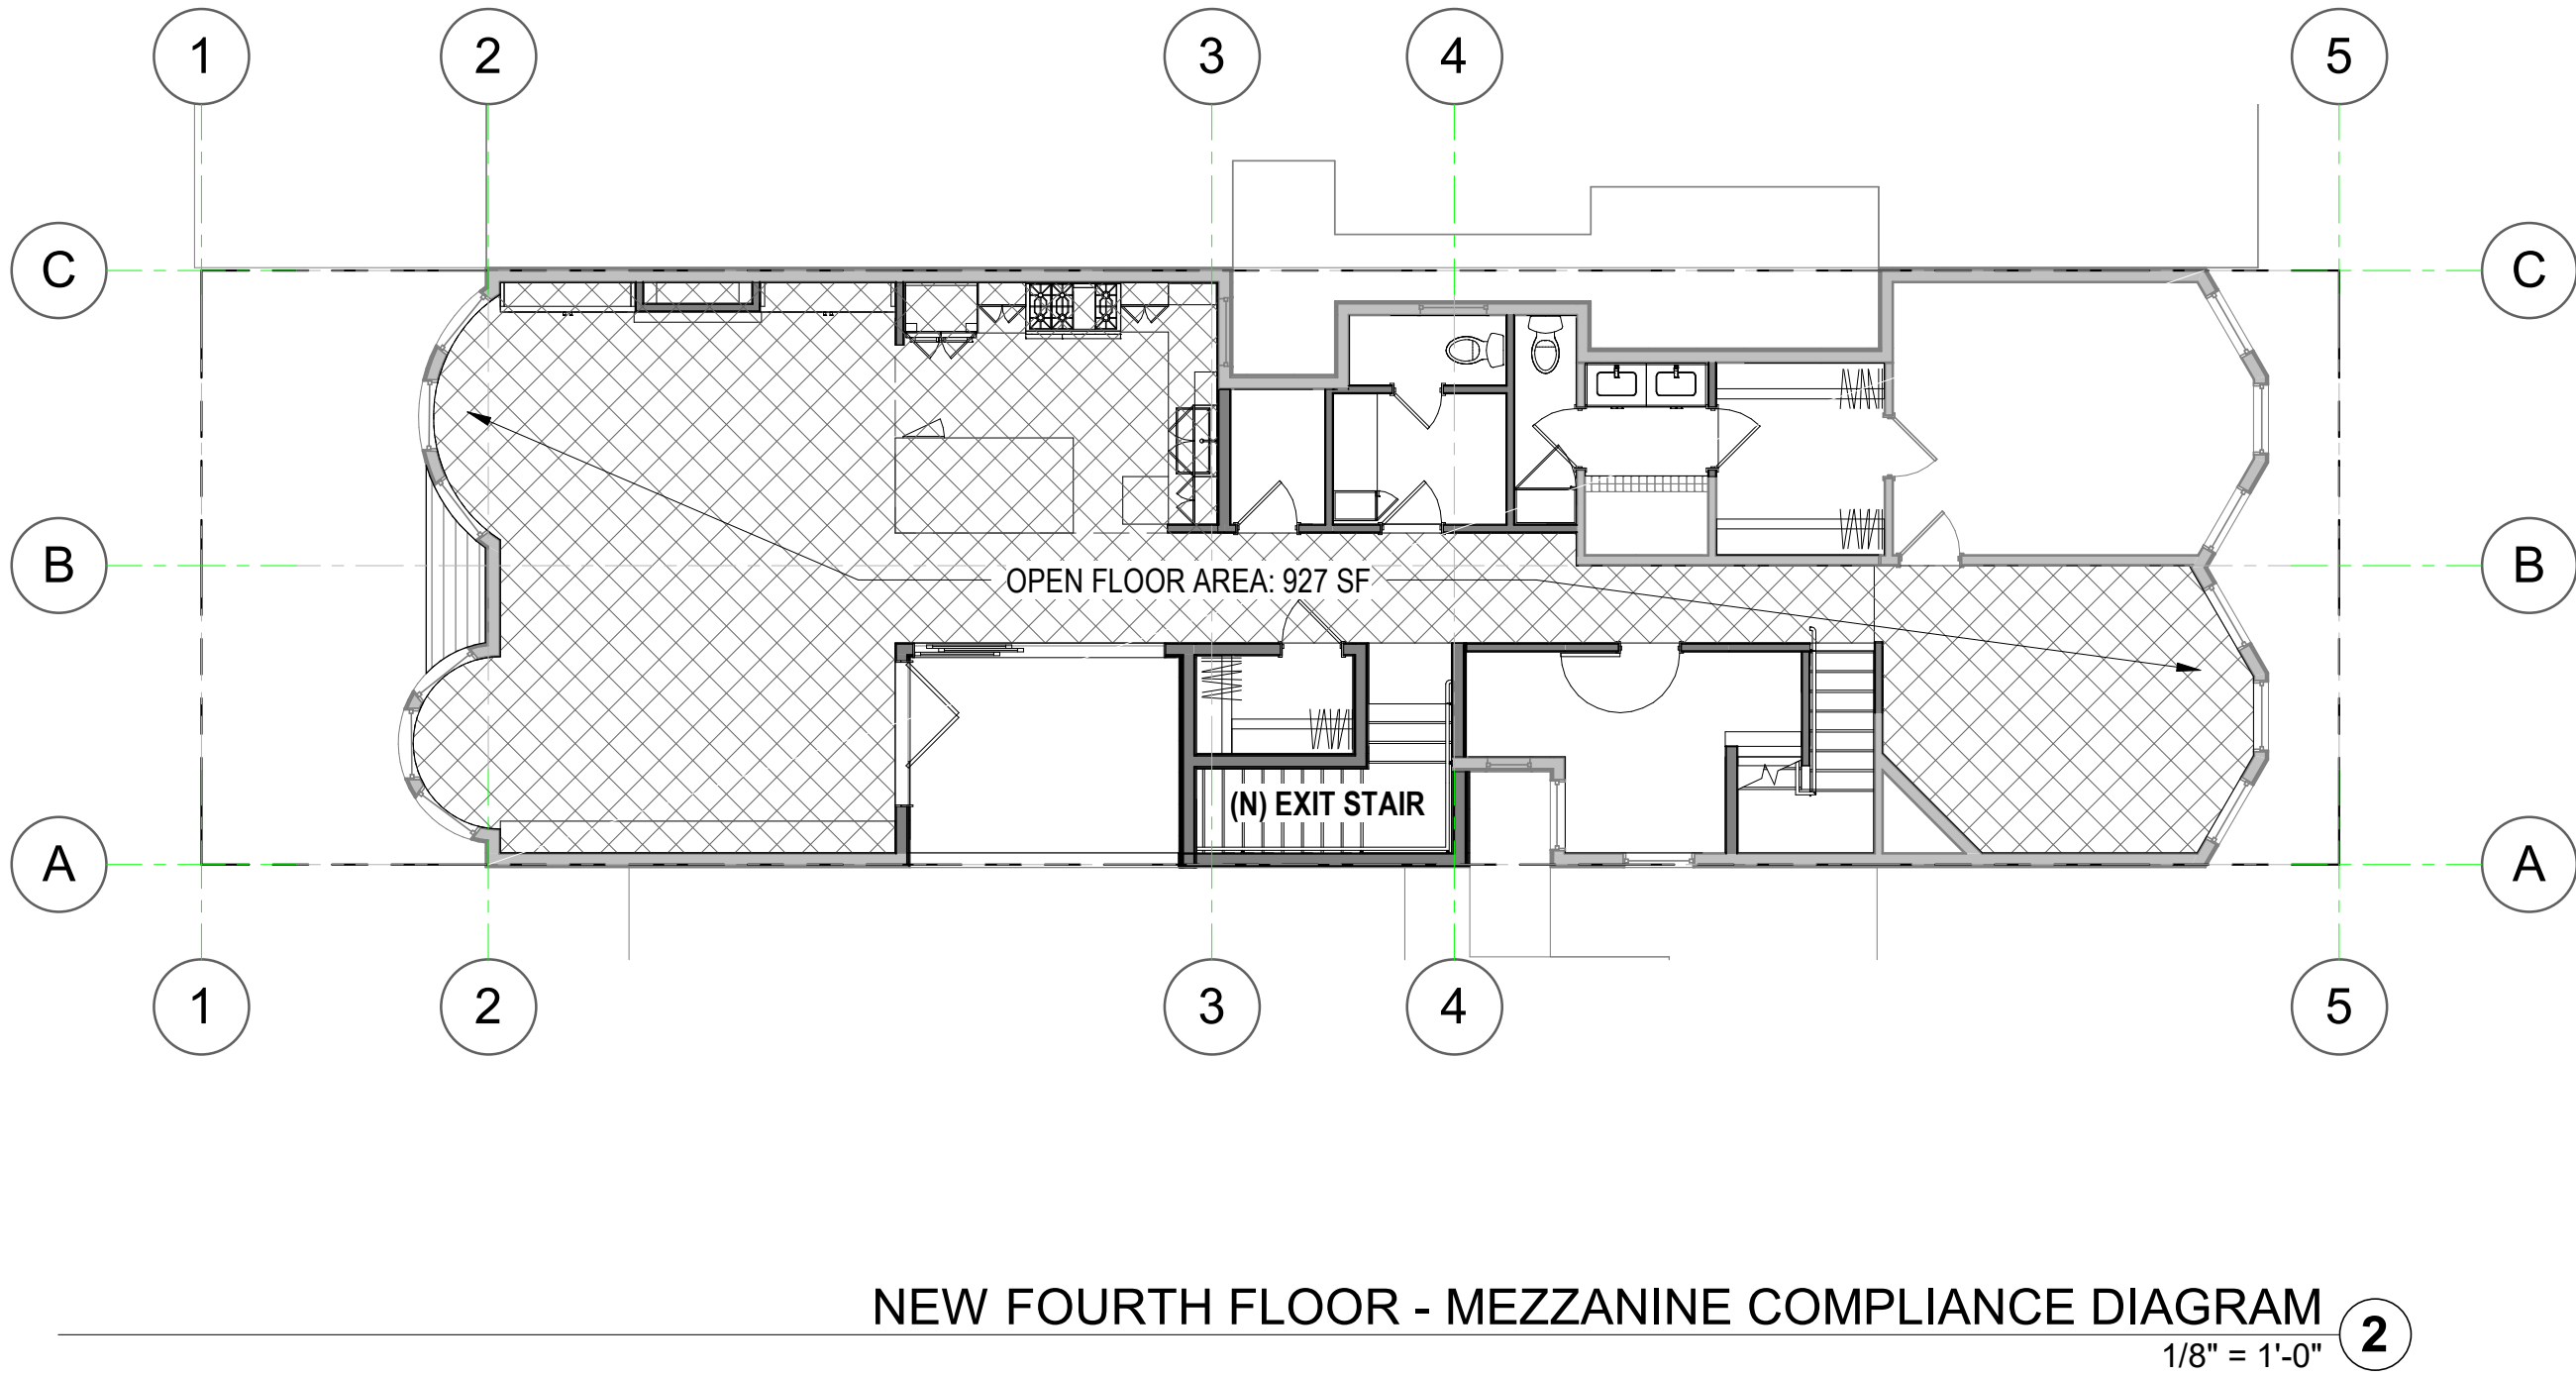 1 2 3 4 5
C C
B B
OPEN FLOOR AREA: 927 SF
(N) EXIT STAIR
A A
1 2 3 4 5
NEW FOURTH FLOOR - MEZZANINE COMPLIANCE DIAGRAM 2
1/8" = 1'-0"